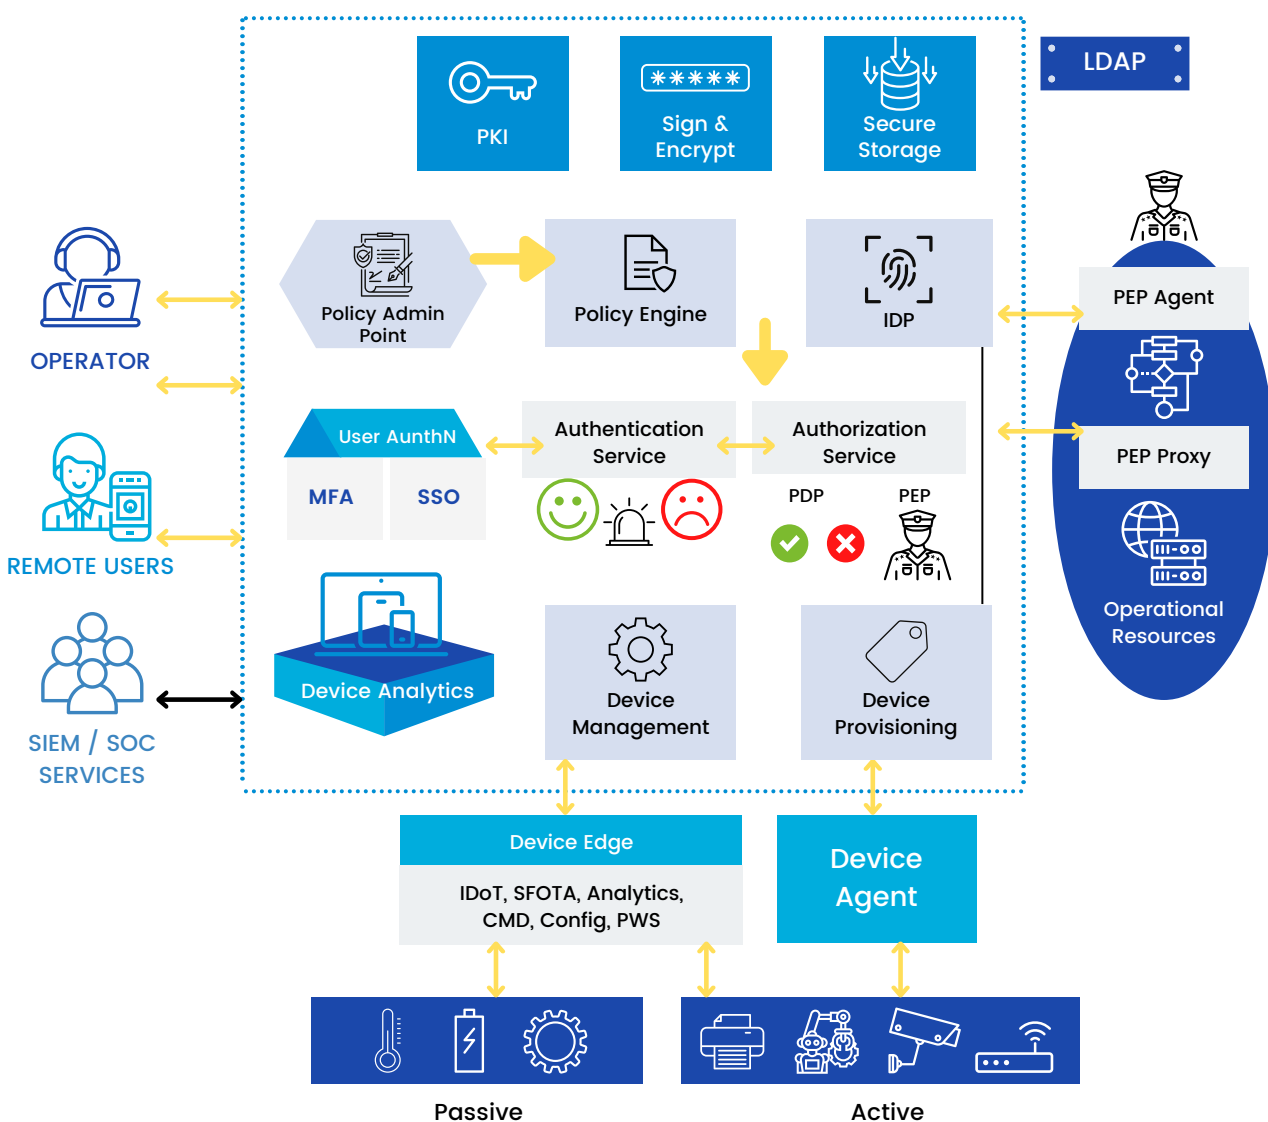 LDAP
PKI
Sign &
Encrypt
Secure
Storage
Policy Admin
Point
Policy Engine
IDP
PEP Agent
OPERATOR
User AunthN
MFA
SSO
Authentication
Service
Authorization
Service
PDP
PEP
PEP Proxy
REMOTE USERS
Operational
Resources
Device Analytics
Device
Management
Device
Provisioning
SIEM / SOC
SERVICES
Device Edge
IDoT, SFOTA, Analytics,
CMD, Config, PWS
Device
Agent
Passive
Active